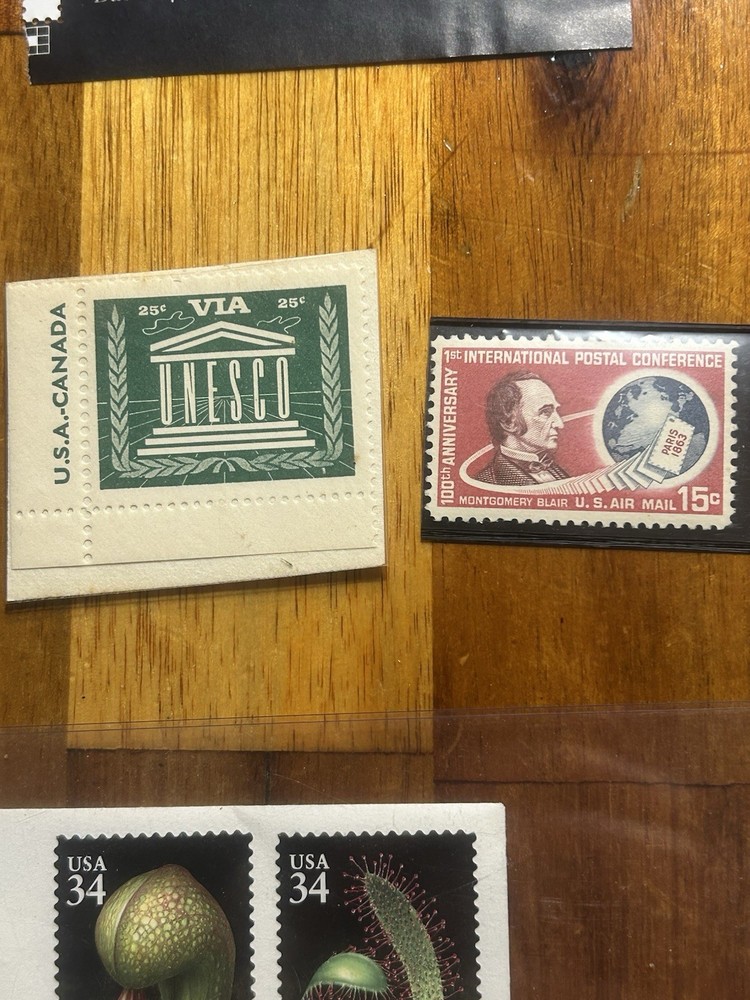 U.S.A.-CANADA
25¢ VIA 25¢
UNESCO
1st INTERNATIONAL POSTAL CONFERENCE
100th ANNIVERSARY
PARIS
1863
MONTGOMERY BLAIR U.S. AIR MAIL 15¢
USA
34
USA
34